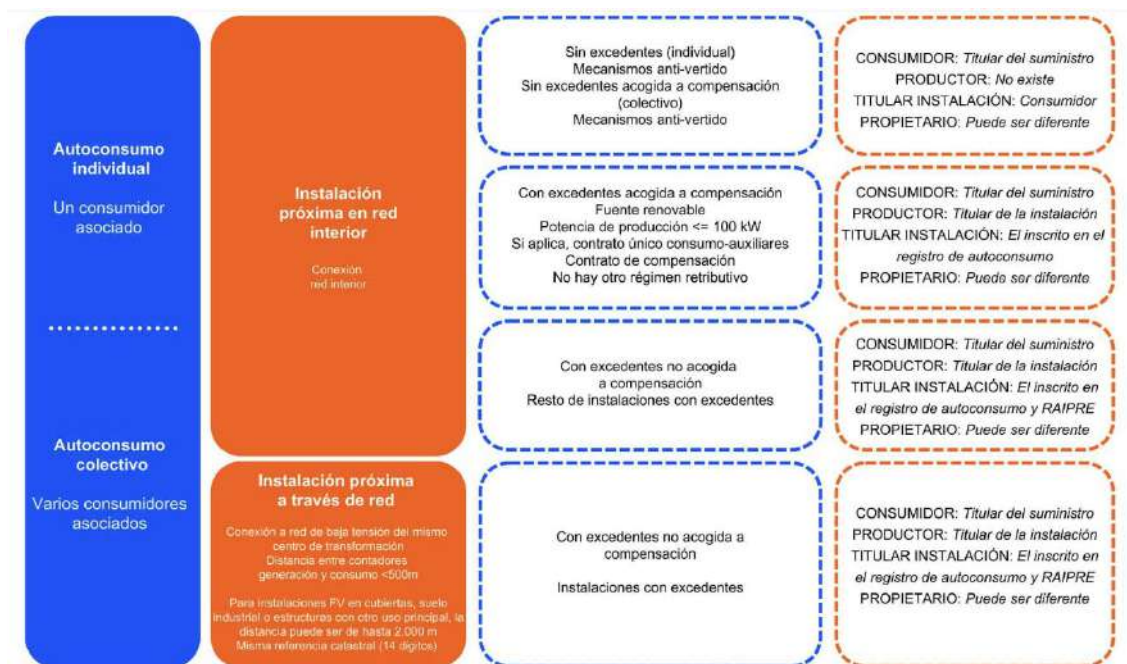 Autoconsumo
individual
Un consumidor
asociado
Autoconsumo
colectivo
Varios consumidores
asociados
Instalación
próxima en red
interior
Conexión
red interior
Instalación próxima
a través de red
Conexión a red de baja tensión del mismo
centro de transformación
Distancia entre contadores
generación y consumo <500m
Para instalaciones FV en cubiertas, suelo
industrial o estructuras con otro uso principal, la
distancia puede ser de hasta 2.000 m
Misma referencia catastral (14 dígitos)
Sin excedentes (individual)
Mecanismos anti-vertido
Sin excedentes acogida a compensación
(colectivo)
Mecanismos anti-vertido
Con excedentes acogida a compensación
Fuente renovable
Potencia de producción <= 100 kW
Si aplica, contrato único consumo-auxiliares
Contrato de compensación
No hay otro régimen retributivo
Con excedentes no acogida
a compensación
Resto de instalaciones con excedentes
Con excedentes no acogida a
compensación
Instalaciones con excedentes
CONSUMIDOR: Titular del suministro
PRODUCTOR: No existe
TITULAR INSTALACIÓN: Consumidor
PROPIETARIO: Puede ser diferente
CONSUMIDOR: Titular del suministro
PRODUCTOR: Titular de la instalación
TITULAR INSTALACIÓN: El inscrito en el
registro de autoconsumo
PROPIETARIO: Puede ser diferente
CONSUMIDOR: Titular del suministro
PRODUCTOR: Titular de la instalación
TITULAR INSTALACIÓN: El inscrito en
el registro de autoconsumo y RAIPRE
PROPIETARIO: Puede ser diferente
CONSUMIDOR: Titular del suministro
PRODUCTOR: Titular de la instalación
TITULAR INSTALACIÓN: El inscrito en
el registro de autoconsumo y RAIPRE
PROPIETARIO: Puede ser diferente